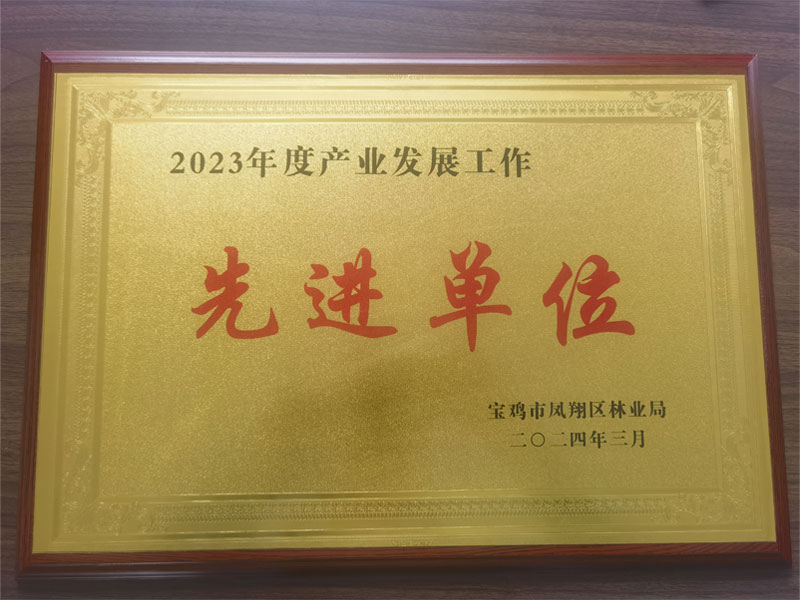 2023年度产业发展工作
先进单位
宝鸡市凤翔区林业局
二〇二四年三月